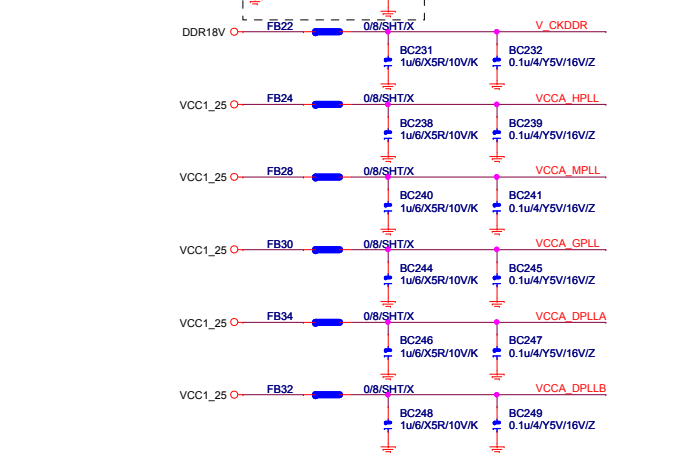 DDR18V FB22 0/8/SHT/X V_CKDDR
BC231 BC232
1u/6/X5R/10V/K 0.1u/4/Y5V/16V/Z
VCC1_25 FB24 0/8/SHT/X VCCA_HPLL
BC238 BC239
1u/6/X5R/10V/K 0.1u/4/Y5V/16V/Z
VCC1_25 FB28 0/8/SHT/X VCCA_MPLL
BC240 BC241
1u/6/X5R/10V/K 0.1u/4/Y5V/16V/Z
VCC1_25 FB30 0/8/SHT/X VCCA_GPLL
BC244 BC245
1u/6/X5R/10V/K 0.1u/4/Y5V/16V/Z
VCC1_25 FB34 0/8/SHT/X VCCA_DPLLA
BC246 BC247
1u/6/X5R/10V/K 0.1u/4/Y5V/16V/Z
VCC1_25 FB32 0/8/SHT/X VCCA_DPLLB
BC248 BC249
1u/6/X5R/10V/K 0.1u/4/Y5V/16V/Z